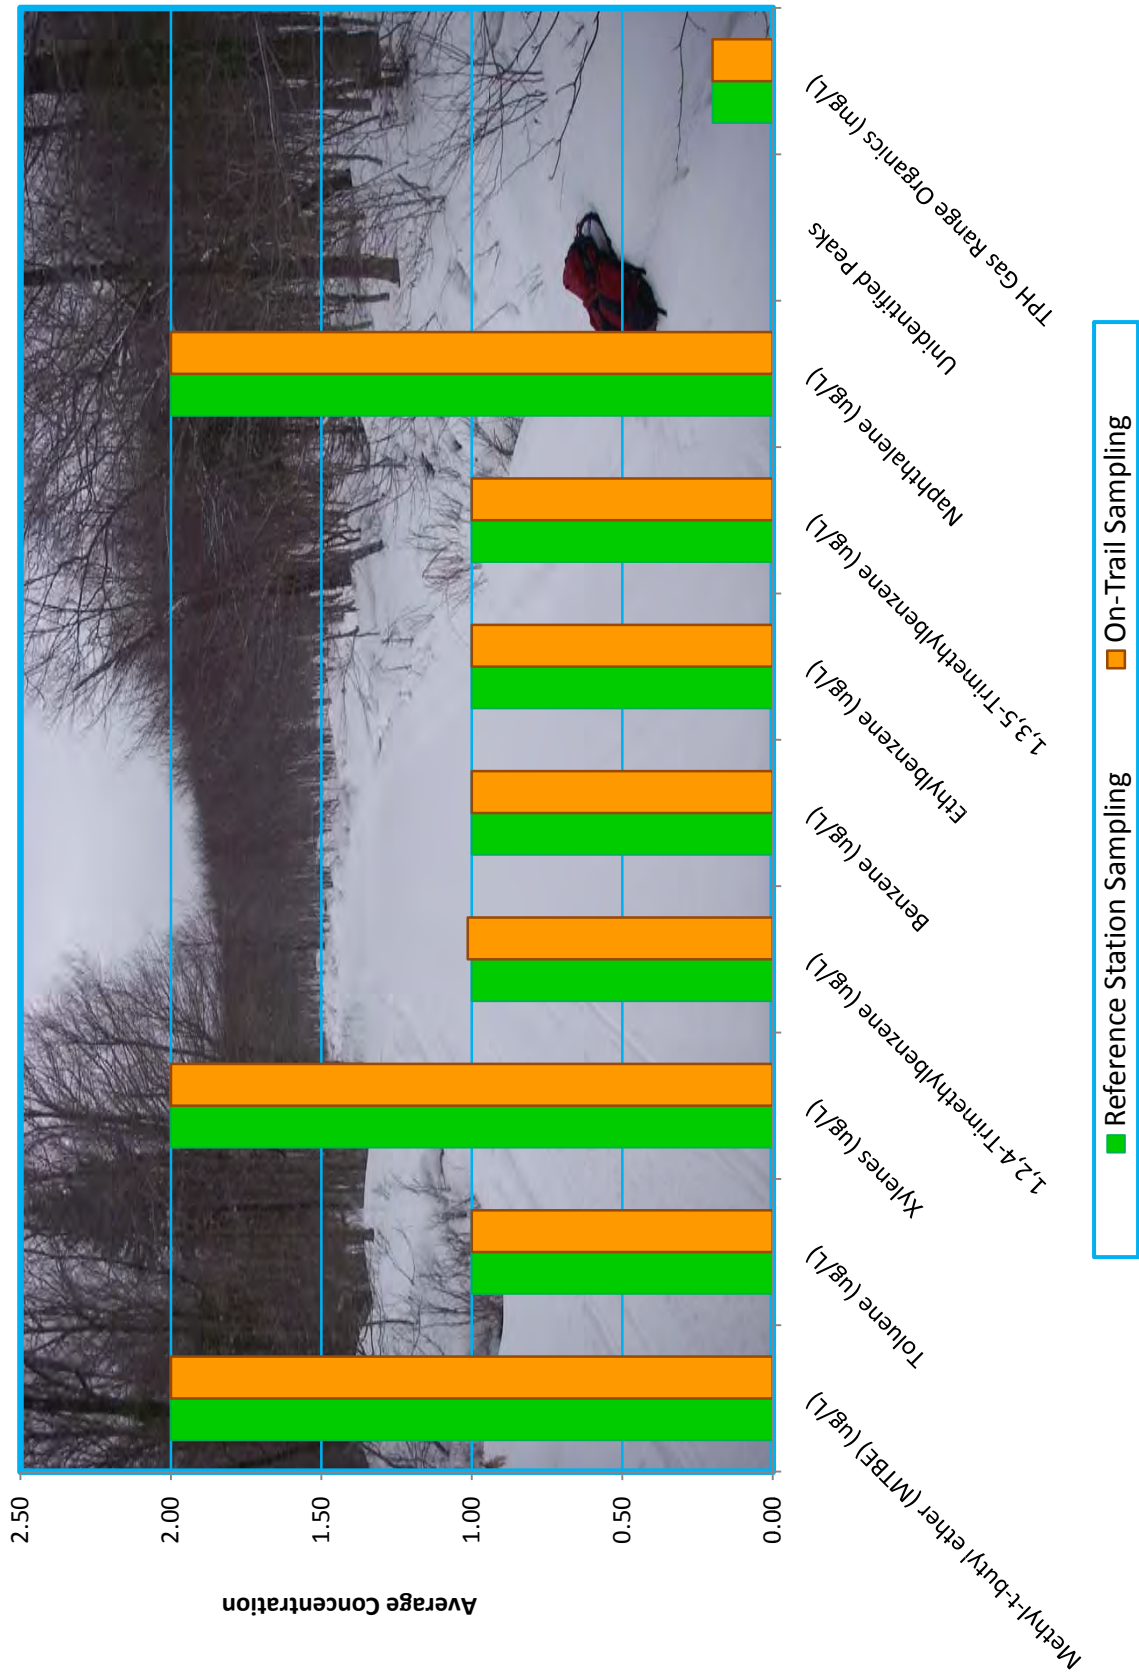 Average Concentration
2.50
2.00
1.50
1.00
0.50
0.00
Methyl-t-butyl ether (MTBE) (ug/L)
Toluene (ug/L)
Xylenes (ug/L)
1,2,4-Trimethylbenzene (ug/L)
Benzene (ug/L)
Ethylbenzene (ug/L)
1,3,5-Trimethylbenzene (ug/L)
Naphthalene (ug/L)
Unidentified Peaks
TPH Gas Range Organics (mg/L)
Reference Station Sampling
On-Trail Sampling